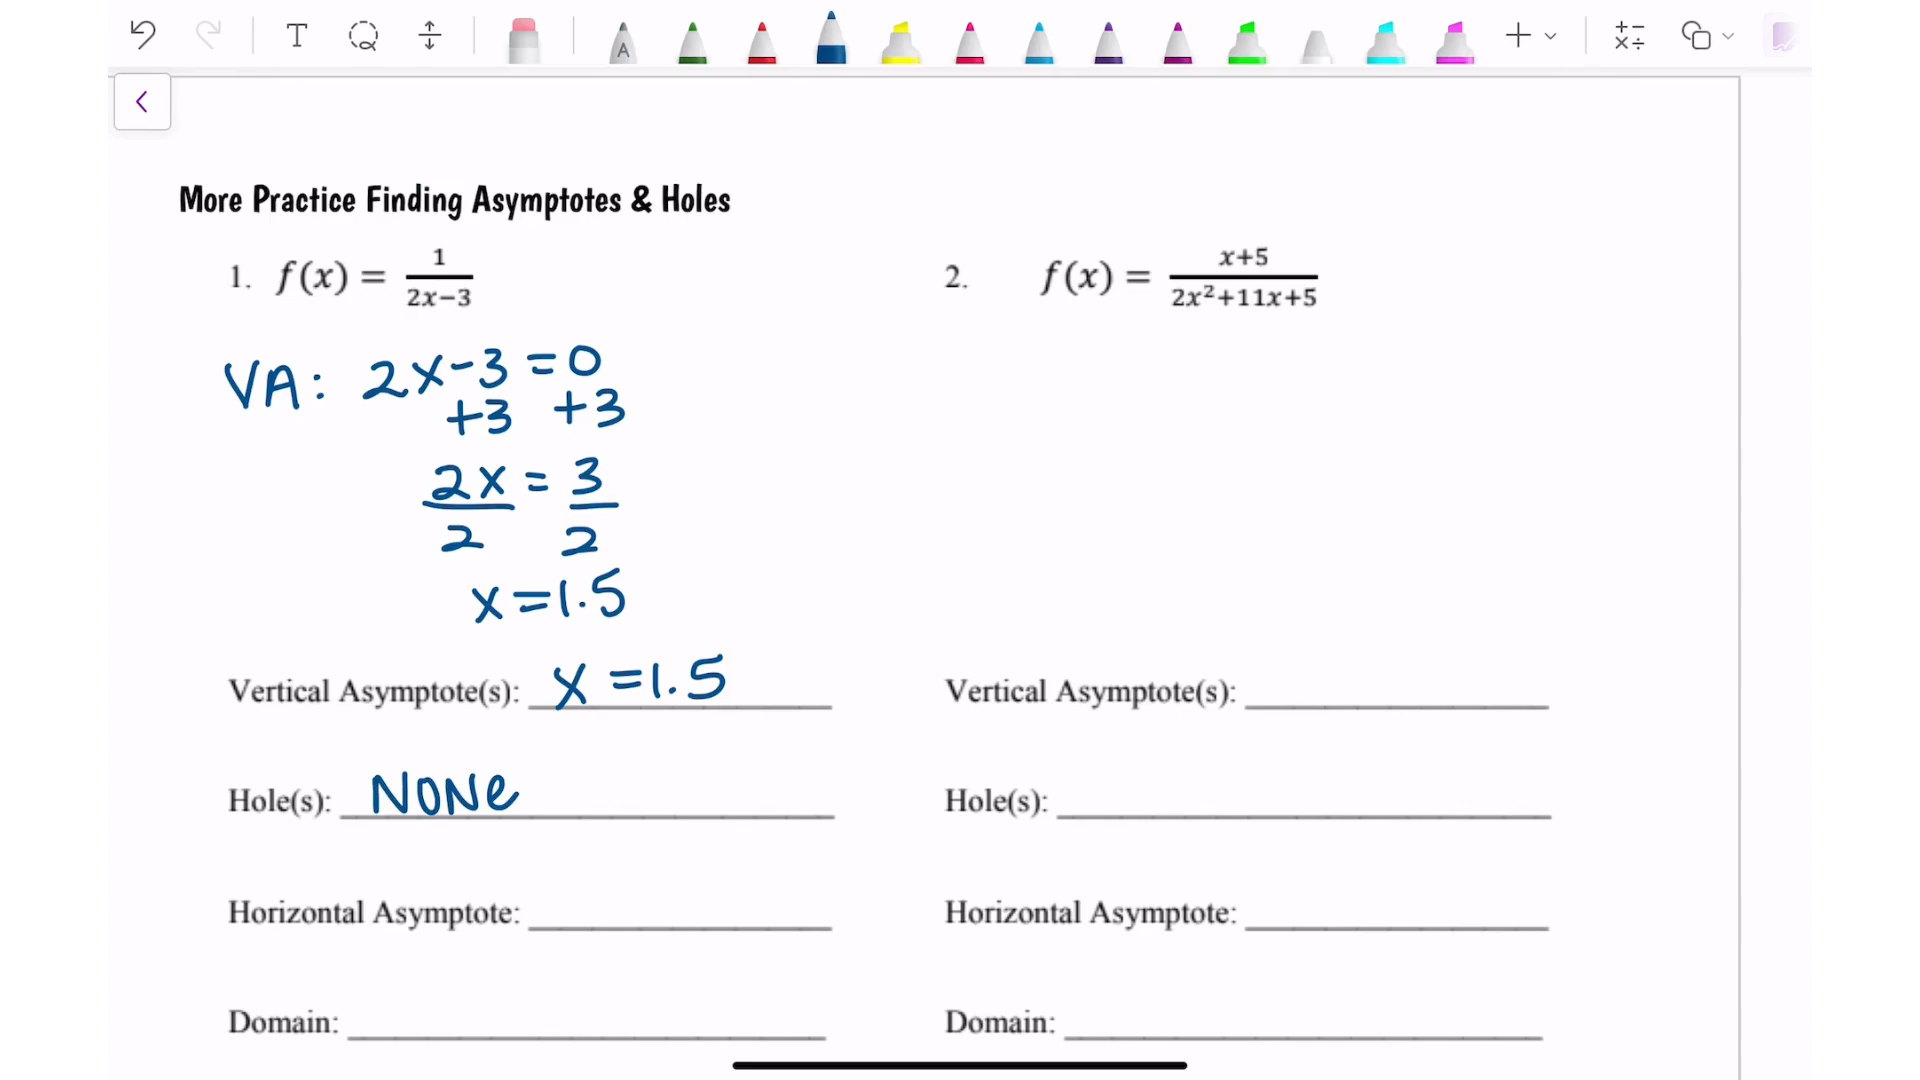 T
A
More Practice Finding Asymptotes & Holes
1. f(x) = 1/(2x−3)
VA: 2x−3 =0
+3 +3
2x = 3
2 2
x=1.5
Vertical Asymptote(s): x =1.5
Hole(s): NONe
Horizontal Asymptote:
Domain:
2. f(x) = (x+5)/(2x²+11x+5)
Vertical Asymptote(s):
Hole(s):
Horizontal Asymptote:
Domain: